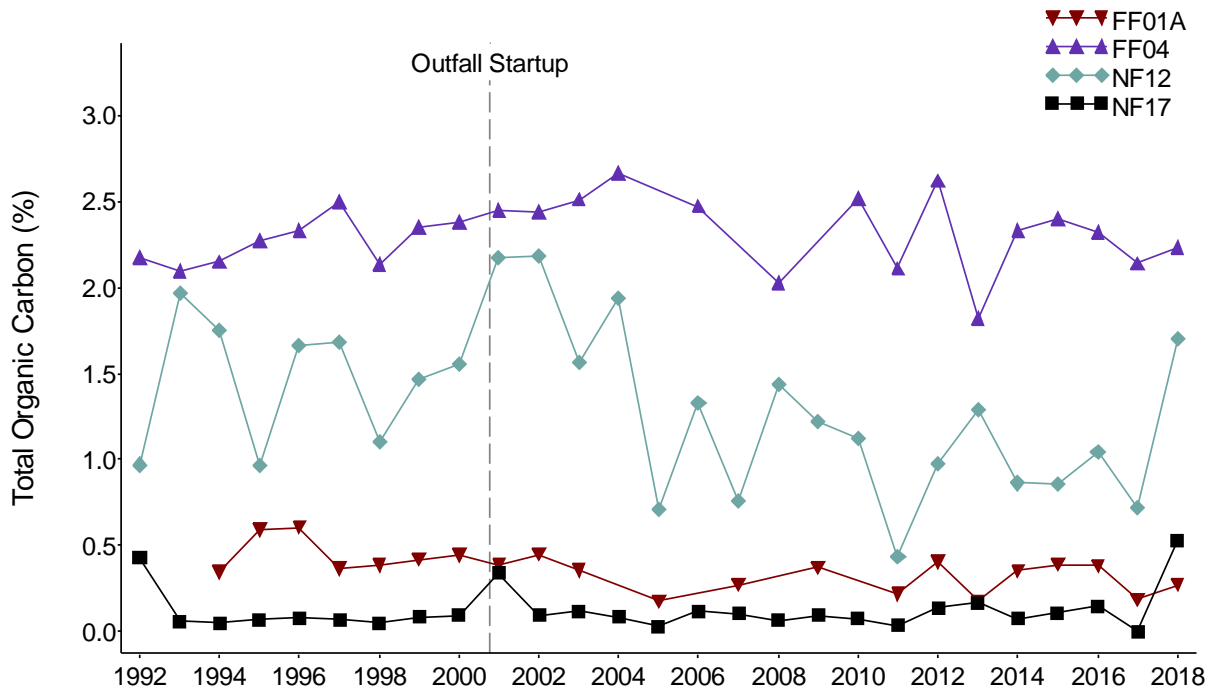 FF01A
FF04
NF12
NF17
Outfall Startup
Total Organic Carbon (%)
3.0
2.5
2.0
1.5
1.0
0.5
0.0
1992 1994 1996 1998 2000 2002 2004 2006 2008 2010 2012 2014 2016 2018